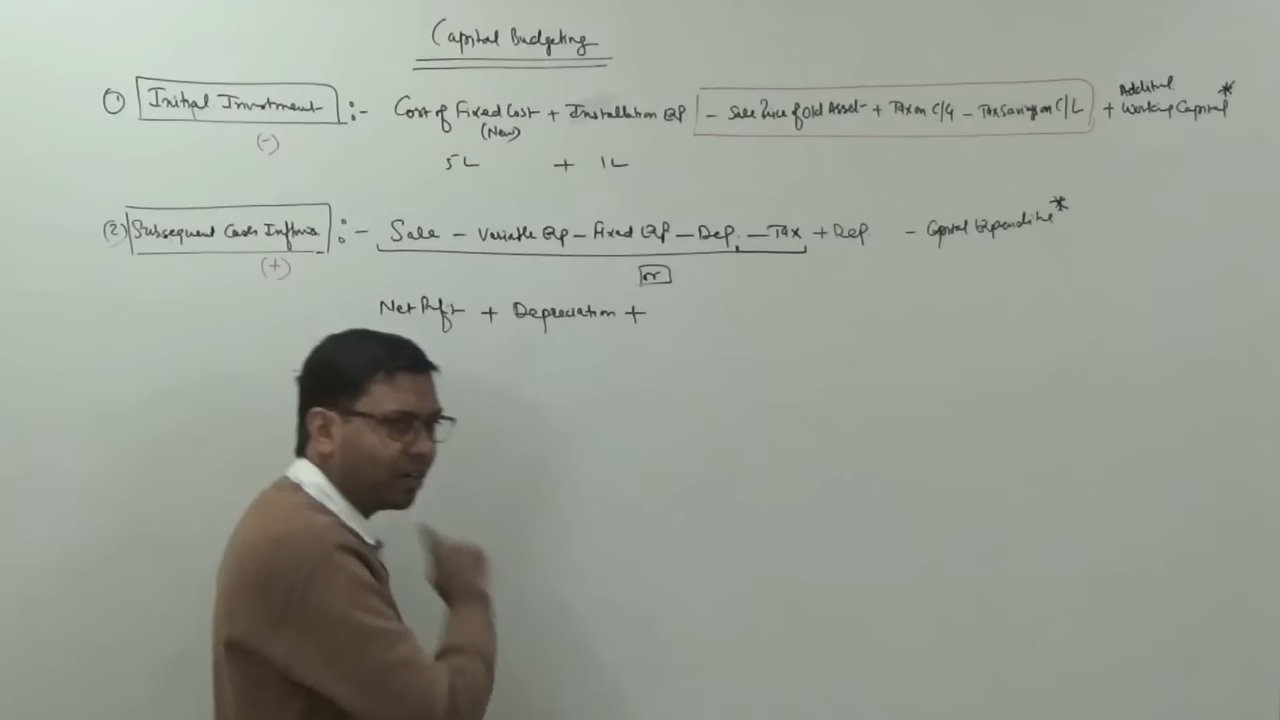 Capital Budgeting
① Initial Investment :- Cost of Fixed Cost + Installation Exp - Sale Price of Old Asset + Tax on C/G - Tax Saving on C/L + Additional Working Capital *
(New)
(-)
5L + 1L
(2) Subsequent Cash Inflows :- Sale - Variable Exp - Fixed Exp - Dep. - Tax + Dep. - Capital Expenditure *
(+)
or
Net Profit + Depreciation +